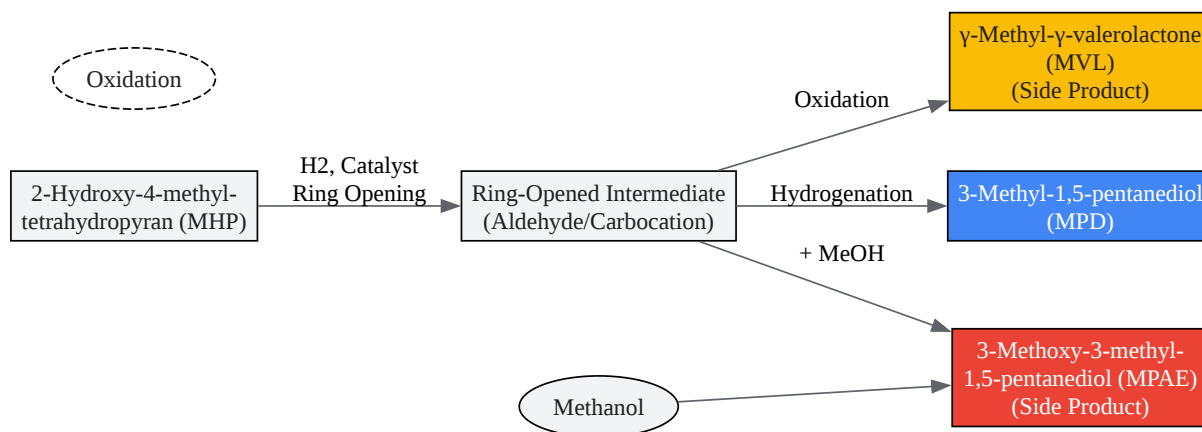 γ-Methyl-γ-valerolactone
(MVL)
(Side Product)
Oxidation
Oxidation
H2, Catalyst
Ring Opening
2-Hydroxy-4-methyl-
tetrahydropyran (MHP)
Ring-Opened Intermediate
(Aldehyde/Carbocation)
Hydrogenation
3-Methyl-1,5-pentanediol
(MPD)
+ MeOH
3-Methoxy-3-methyl-
1,5-pentanediol (MPAE)
(Side Product)
Methanol